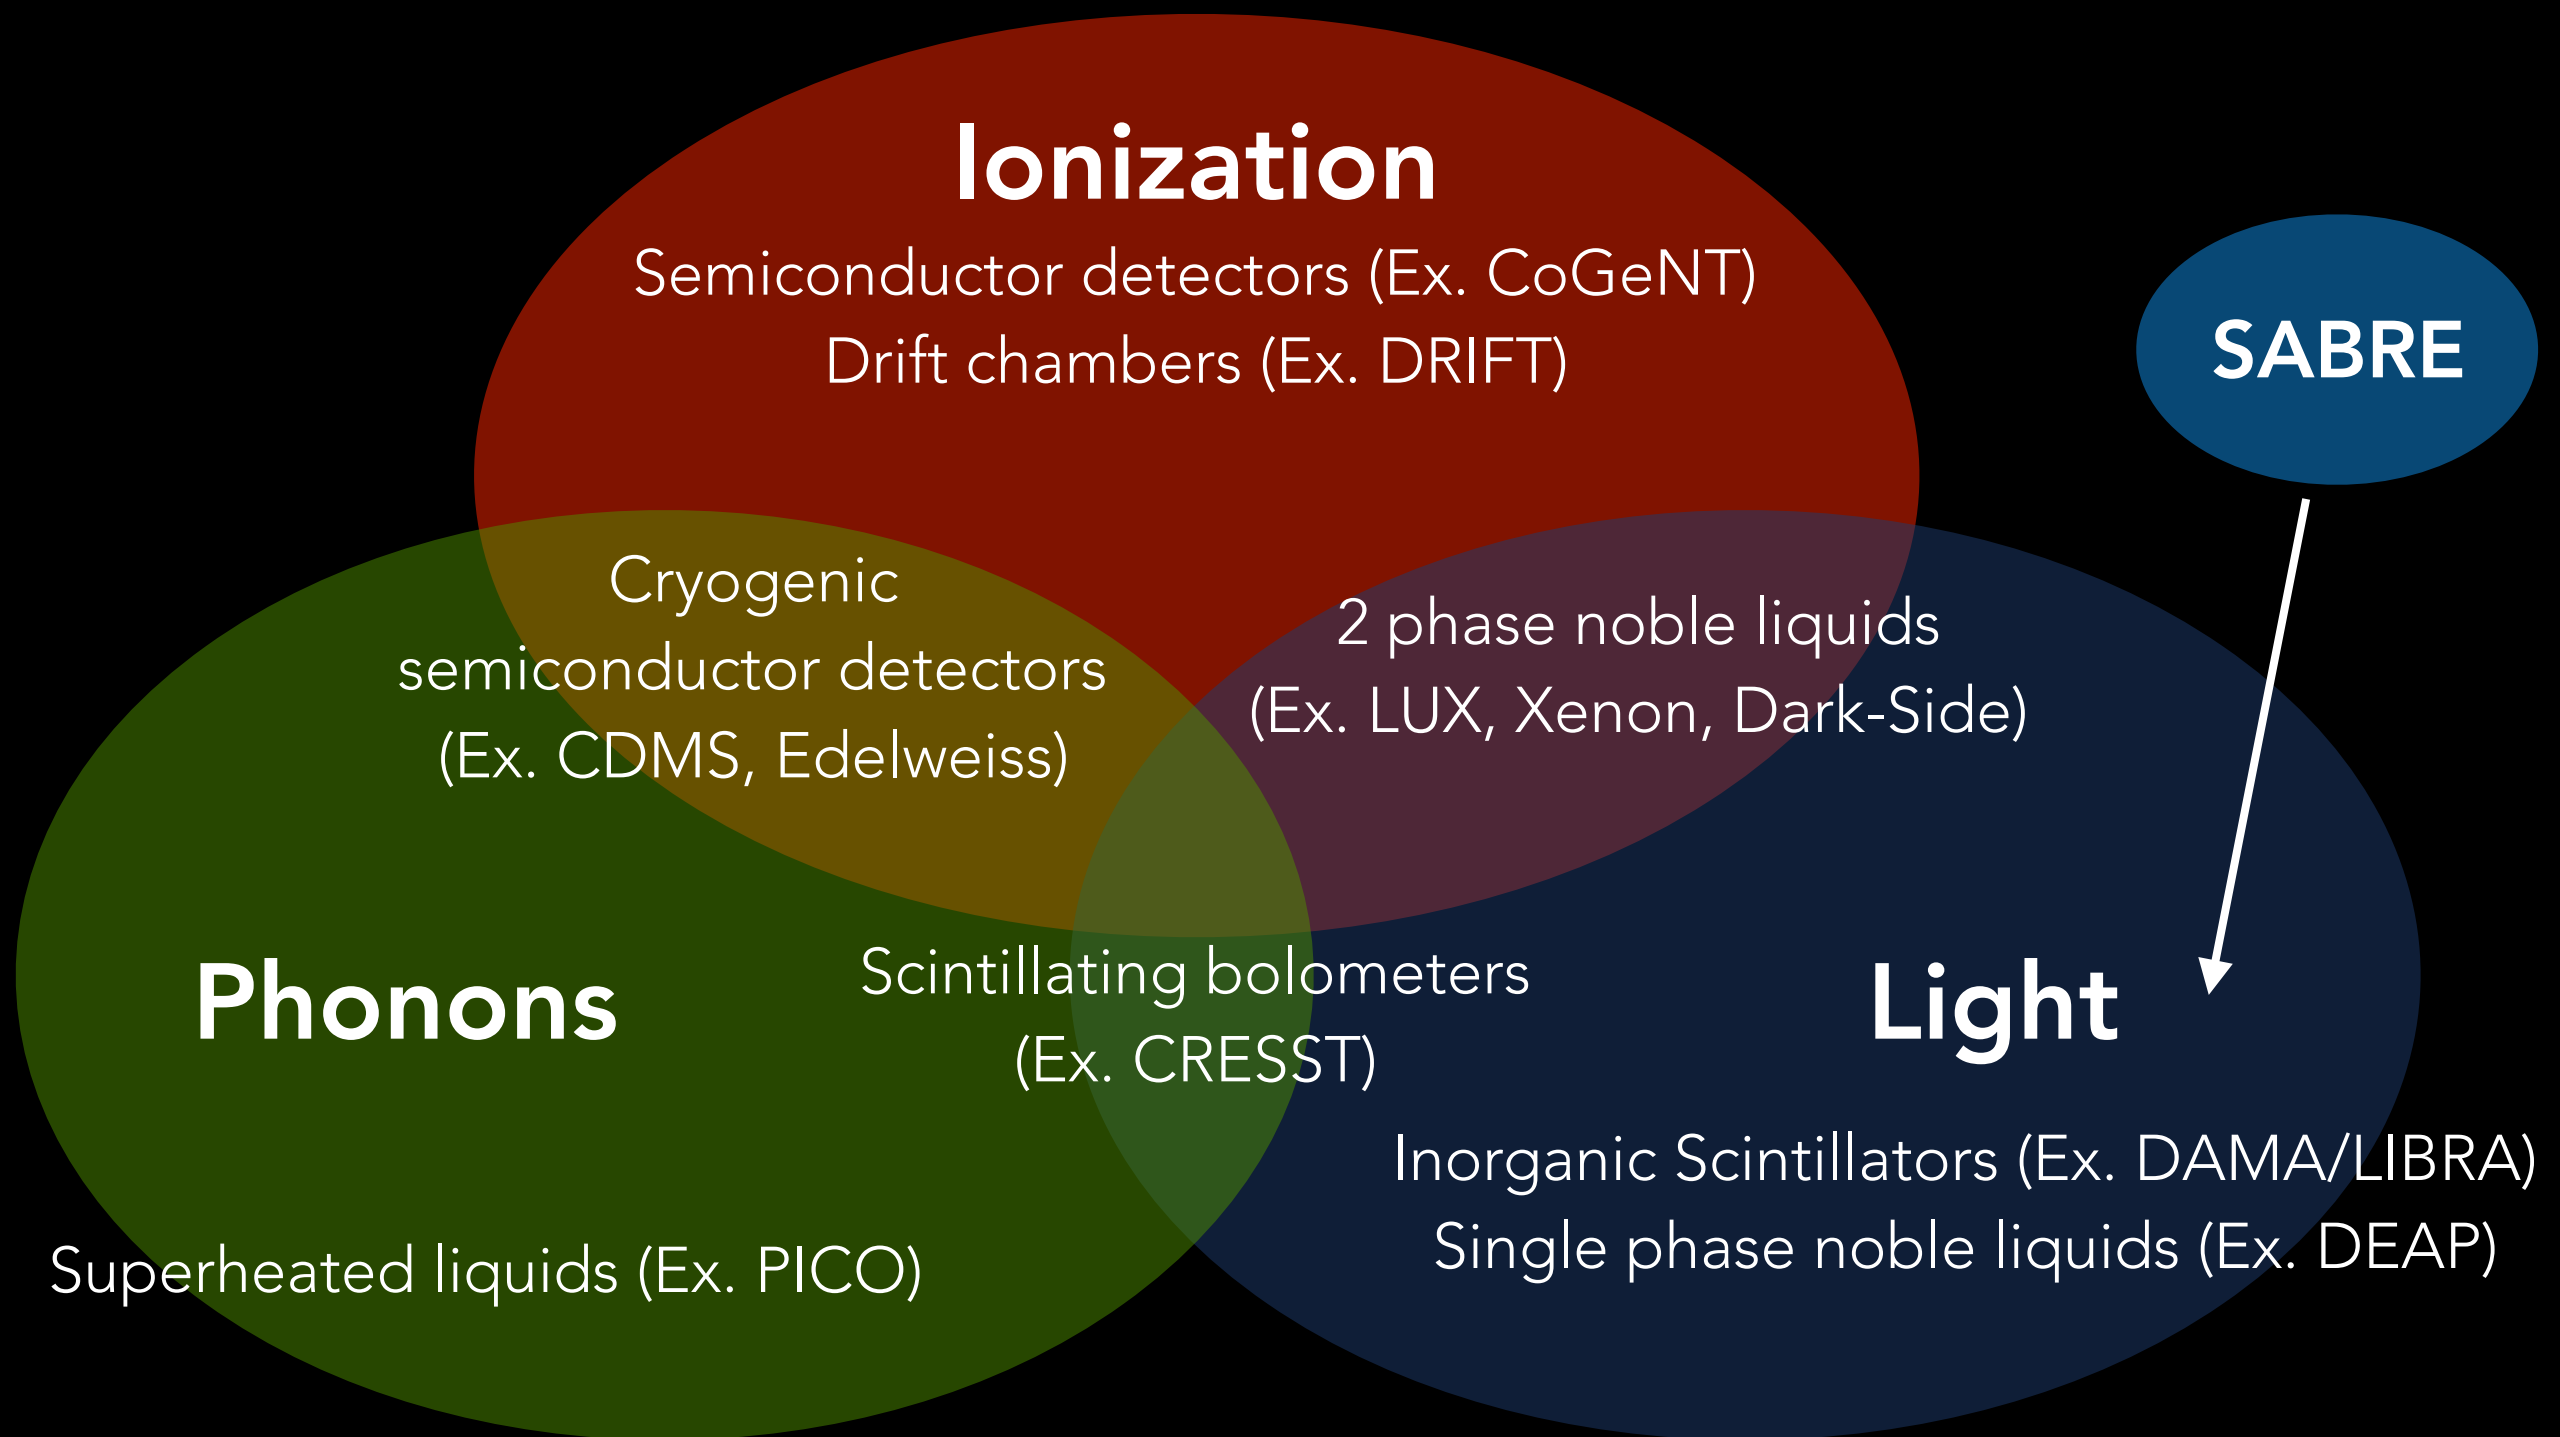 Ionization
Semiconductor detectors (Ex. CoGeNT)
Drift chambers (Ex. DRIFT)
SABRE
Cryogenic
semiconductor detectors
(Ex. CDMS, Edelweiss)
2 phase noble liquids
(Ex. LUX, Xenon, Dark-Side)
Phonons
Scintillating bolometers
(Ex. CRESST)
Light
Inorganic Scintillators (Ex. DAMA/LIBRA)
Single phase noble liquids (Ex. DEAP)
Superheated liquids (Ex. PICO)